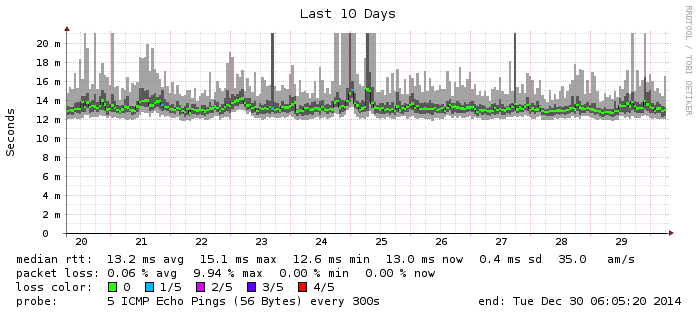 Last 10 Days
RRDTOOL / TOBI OETIKER
Seconds
20 m
18 m
16 m
14 m
12 m
10 m
8 m
6 m
4 m
2 m
0
20 21 22 23 24 25 26 27 28 29
median rtt: 13.2 ms avg 15.1 ms max 12.6 ms min 13.0 ms now 0.4 ms sd 35.0 am/s
packet loss: 0.06 % avg 9.94 % max 0.00 % min 0.00 % now
loss color: 0 1/5 2/5 3/5 4/5
probe: 5 ICMP Echo Pings (56 Bytes) every 300s end: Tue Dec 30 06:05:20 2014